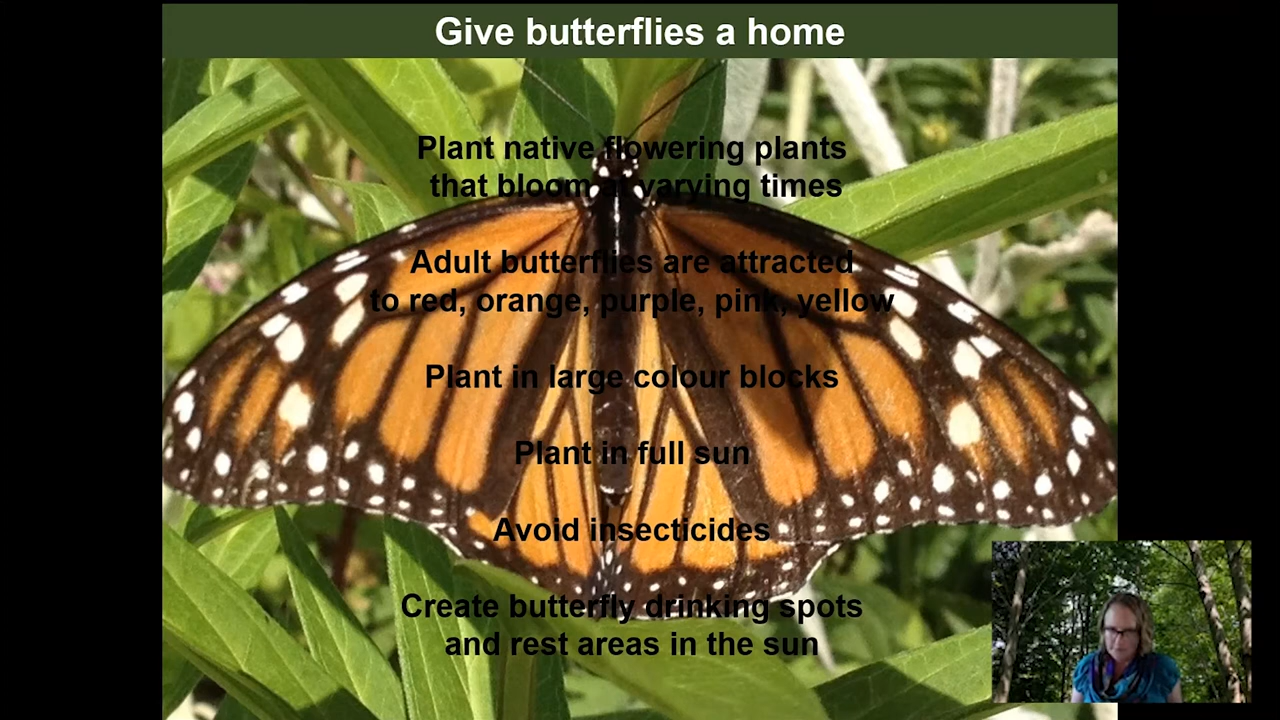 Give butterflies a home
Plant native flowering plants
that bloom at varying times
Adult butterflies are attracted
to red, orange, purple, pink, yellow
Plant in large colour blocks
Plant in full sun
Avoid insecticides
Create butterfly drinking spots
and rest areas in the sun